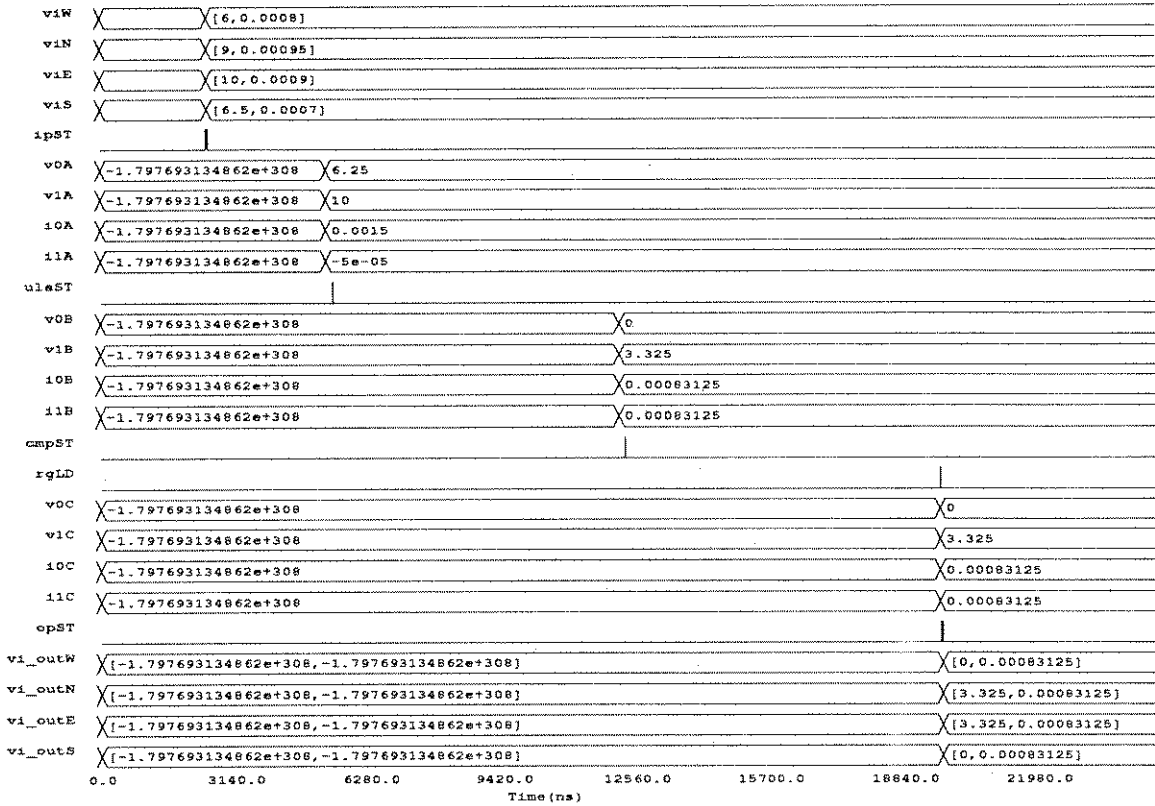 viW [6,0.0008]
viN [9,0.00095]
viE [10,0.0009]
viS [6.5,0.0007]
ipST
v0A -1.797693134862e+308 6.25
v1A -1.797693134862e+308 10
i0A -1.797693134862e+308 0.0015
i1A -1.797693134862e+308 -5e-05
ulaST
v0B -1.797693134862e+308 0
v1B -1.797693134862e+308 3.325
i0B -1.797693134862e+308 0.00083125
i1B -1.797693134862e+308 0.00083125
cmpST
rgLD
v0C -1.797693134862e+308 0
v1C -1.797693134862e+308 3.325
i0C -1.797693134862e+308 0.00083125
i1C -1.797693134862e+308 0.00083125
opST
vi_outW [-1.797693134862e+308,-1.797693134862e+308] [0,0.00083125]
vi_outN [-1.797693134862e+308,-1.797693134862e+308] [3.325,0.00083125]
vi_outE [-1.797693134862e+308,-1.797693134862e+308] [3.325,0.00083125]
vi_outS [-1.797693134862e+308,-1.797693134862e+308] [0,0.00083125]
0.0 3140.0 6280.0 9420.0 12560.0 15700.0 18840.0 21980.0
Time(ns)